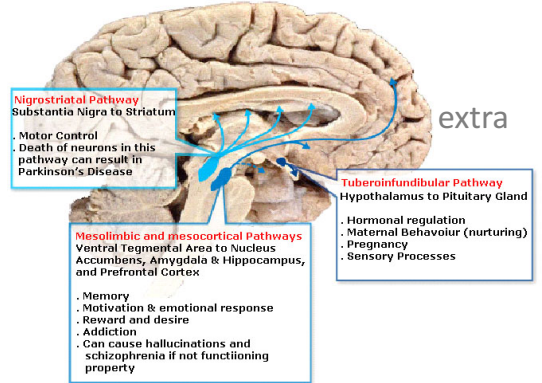 Nigrostriatal Pathway
Substantia Nigra to Striatum
. Motor Control
. Death of neurons in this
pathway can result in
Parkinson's Disease
extra
Tuberoinfundibular Pathway
Hypothalamus to Pituitary Gland
. Hormonal regulation
. Maternal Behavoiur (nurturing)
. Pregnancy
. Sensory Processes
Mesolimbic and mesocortical Pathways
Ventral Tegmental Area to Nucleus
Accumbens, Amygdala & Hippocampus,
and Prefrontal Cortex
. Memory
. Motivation & emotional response
. Reward and desire
. Addiction
. Can cause hallucinations and
schizophrenia if not functiioning
property